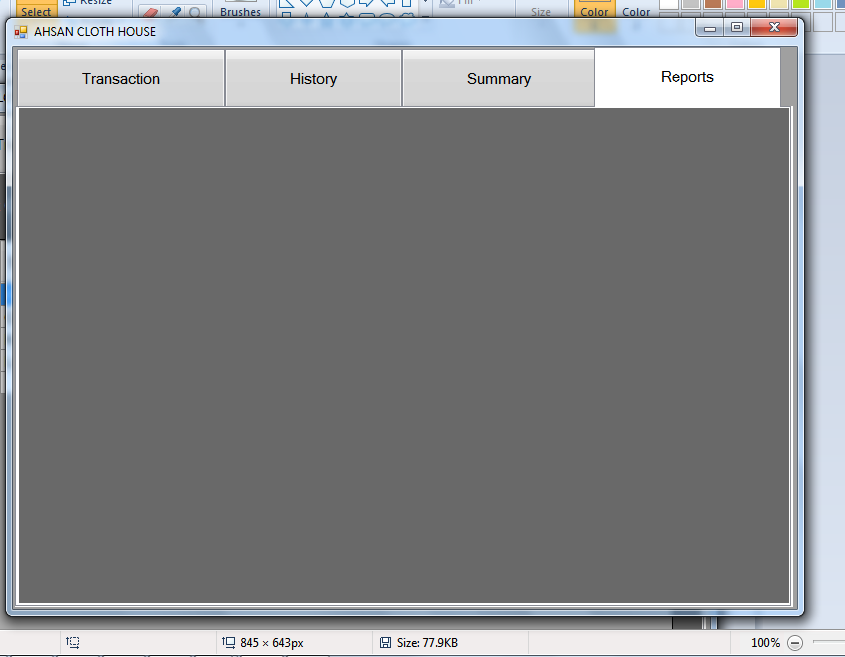 Resize
Select
Brushes
Fill
Size
Color
Color
AHSAN CLOTH HOUSE
Transaction
History
Summary
Reports
845 × 643px
Size: 77.9KB
100%